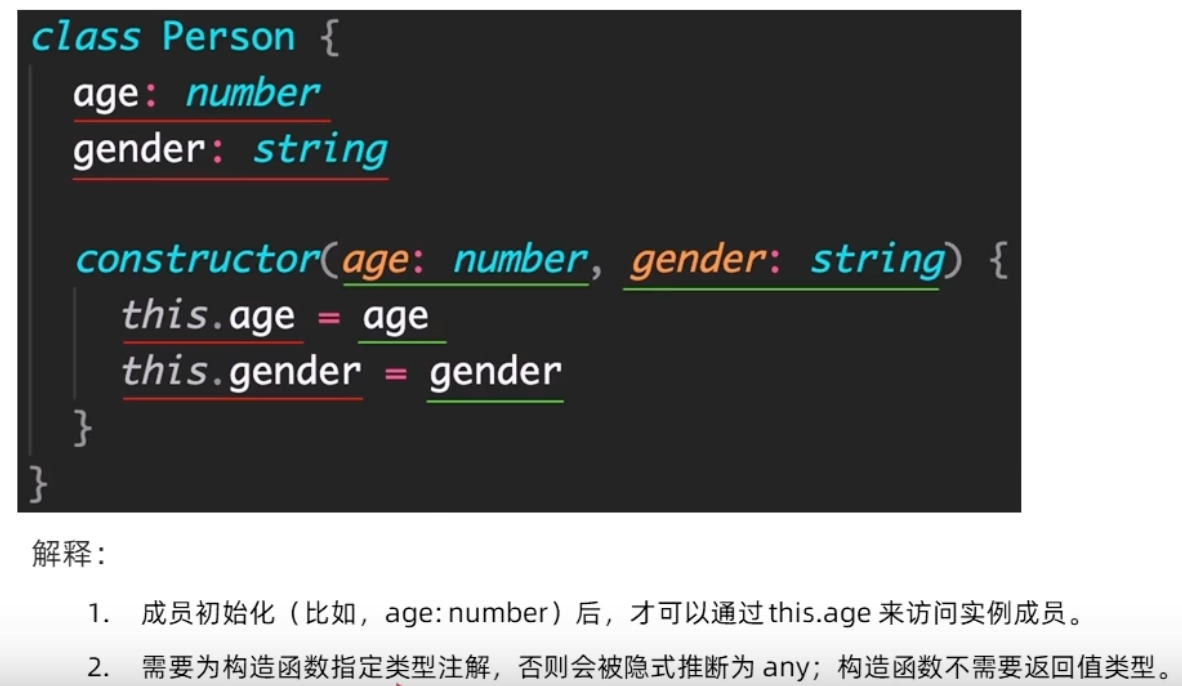 class Person {
age: number
gender: string
constructor(age: number, gender: string) {
this.age = age
this.gender = gender
}
}
解释：
1. 成员初始化（比如，age: number）后，才可以通过 this.age 来访问实例成员。
2. 需要为构造函数指定类型注解，否则会被隐式推断为 any；构造函数不需要返回值类型。